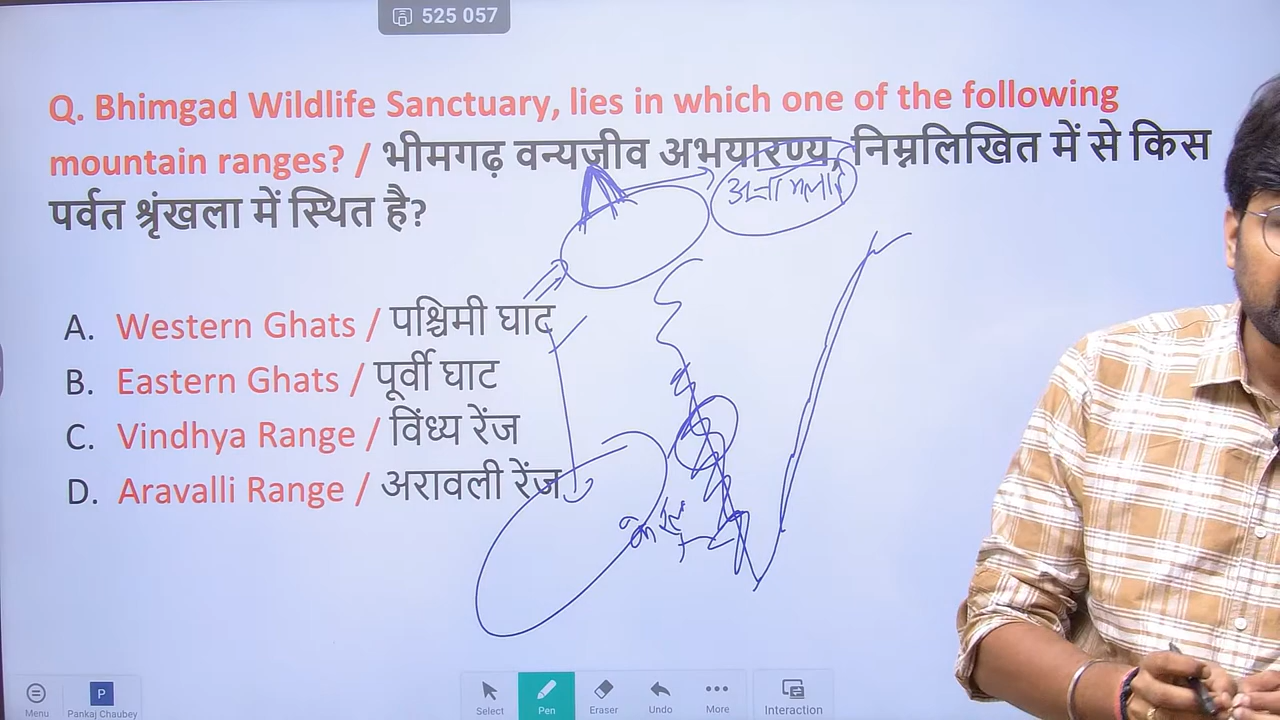 525 057
Q. Bhimgad Wildlife Sanctuary, lies in which one of the following
mountain ranges? / भीमगढ़ वन्यजीव अभयारण्य, निम्नलिखित में से किस
पर्वत श्रृंखला में स्थित है?
A. Western Ghats / पश्चिमी घाट
B. Eastern Ghats / पूर्वी घाट
C. Vindhya Range / विंध्य रेंज
D. Aravalli Range / अरावली रेंज
Menu
P
Pankaj Chaubey
Select
Pen
Eraser
Undo
More
Interaction